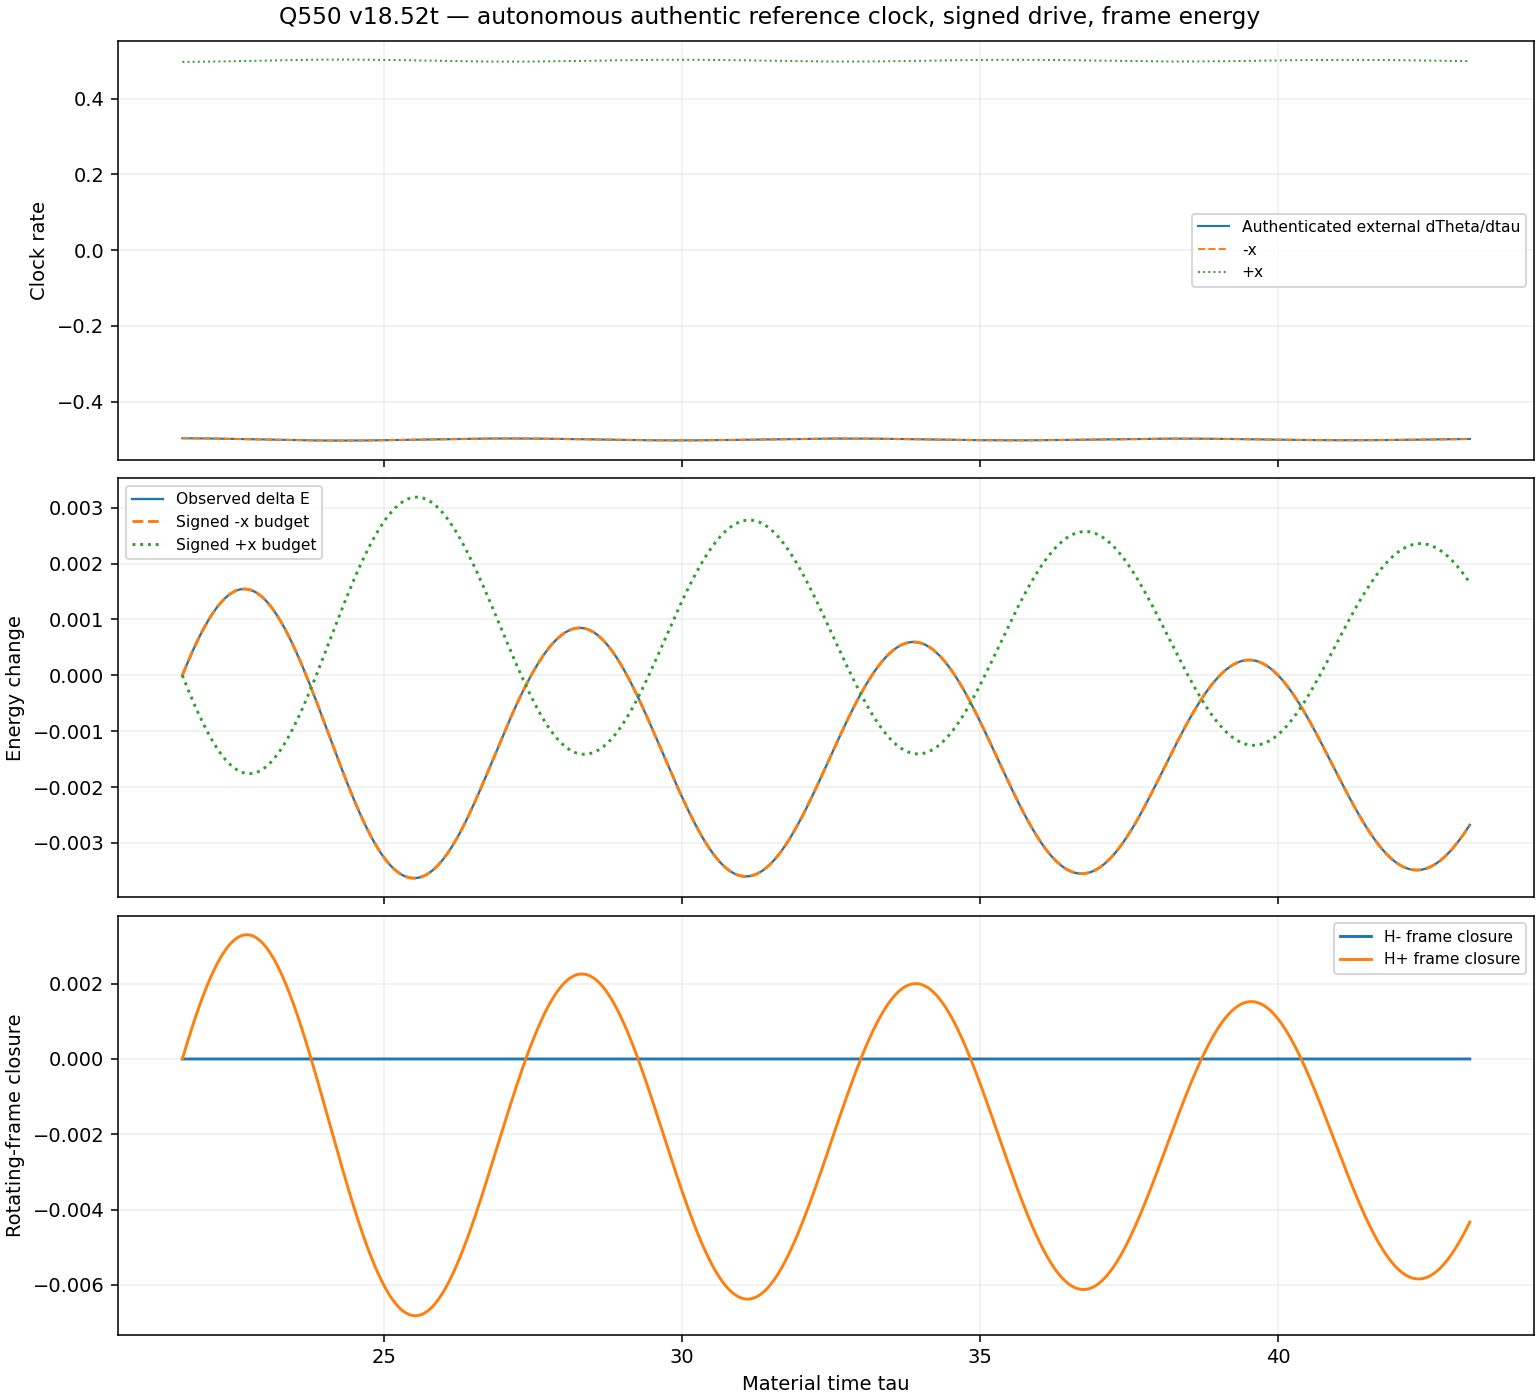 Q550 v18.52t — autonomous authentic reference clock, signed drive, frame energy
Clock rate
0.4
0.2
0.0
−0.2
−0.4
Authenticated external dTheta/dtau
-x
+x
Energy change
0.003
0.002
0.001
0.000
−0.001
−0.002
−0.003
Observed delta E
Signed -x budget
Signed +x budget
Rotating-frame closure
0.002
0.000
−0.002
−0.004
−0.006
H- frame closure
H+ frame closure
25 30 35 40
Material time tau